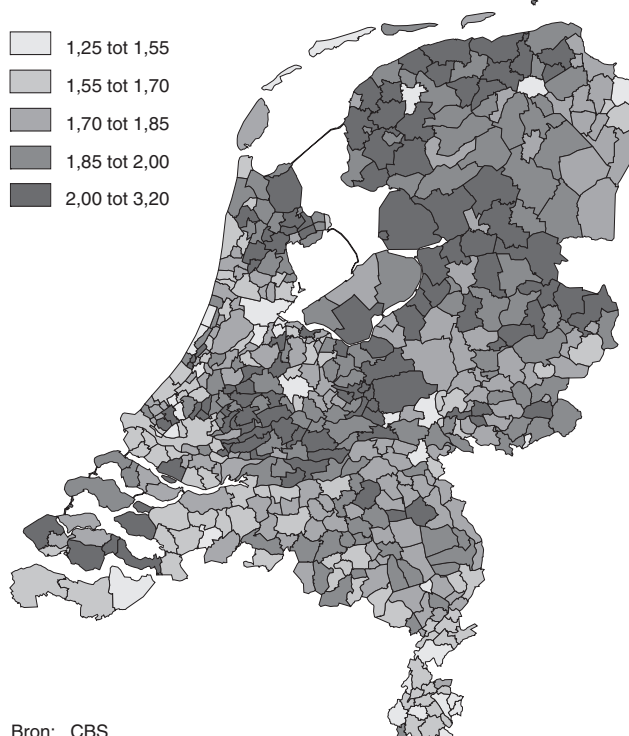 1,25 tot 1,55
1,55 tot 1,70
1,70 tot 1,85
1,85 tot 2,00
2,00 tot 3,20
Bron: CBS